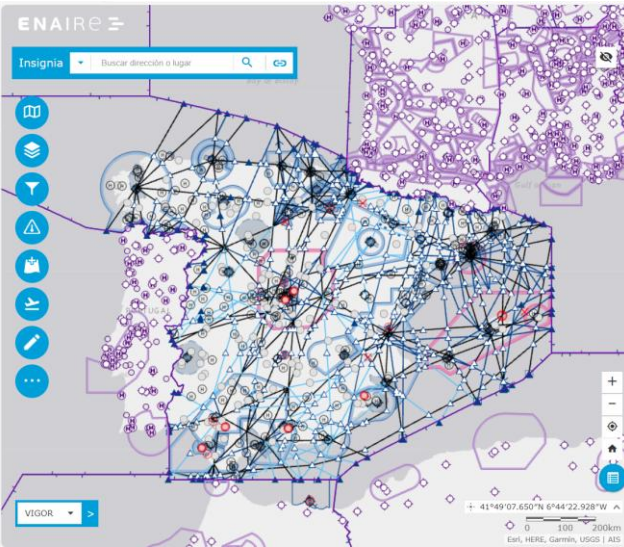 ENAIRe
Insignia
Buscar dirección o lugar
PORTUGAL
VIGOR
>
41°49'07.650"N 6°44'22.928"W
0 100 200km
Esri, HERE, Garmin, USGS | AIS